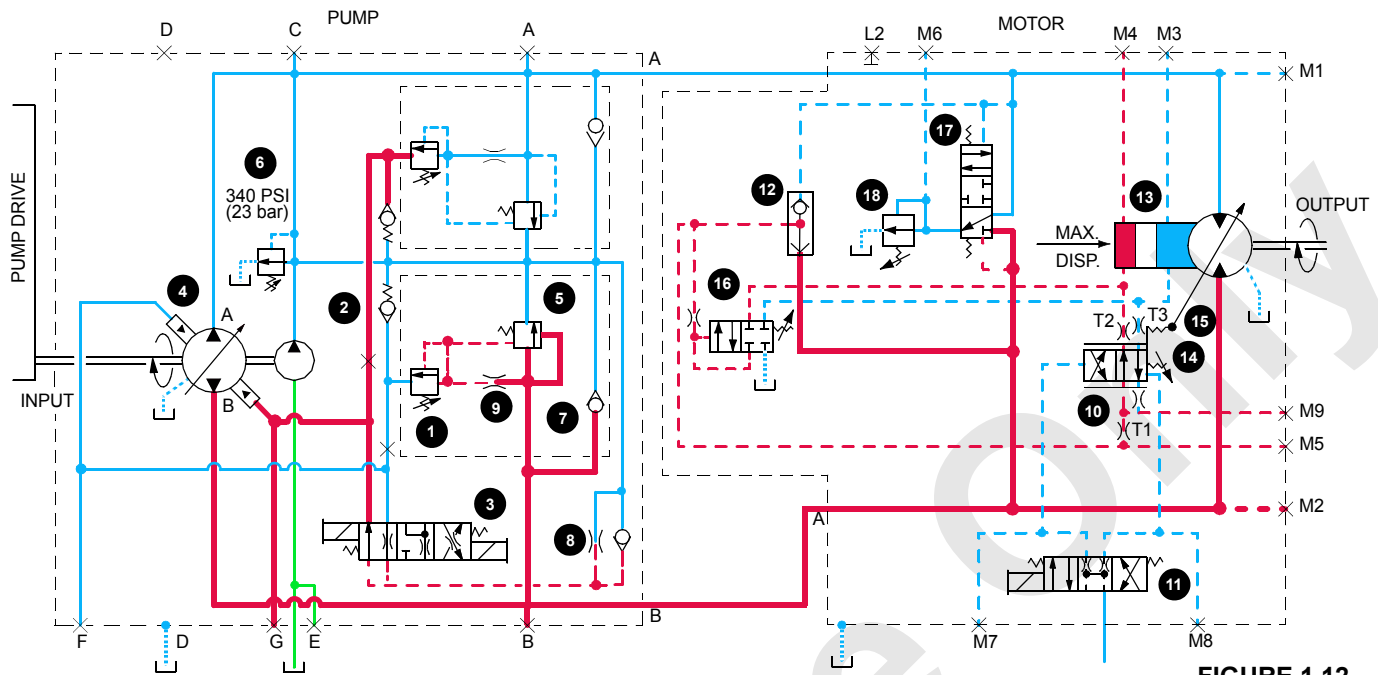 PUMP
MOTOR
D
C
A
L2
M6
M4
M3
A
M1
PUMP DRIVE
6
340 PSI
(23 bar)
17
12
18
13
OUTPUT
MAX.
DISP.
4
2
5
16
A
T2
T3
15
14
INPUT
B
1
9
7
10
T1
M9
M5
3
8
A
M2
11
B
F
D
G
E
B
M7
M8
FIGURE 1.12